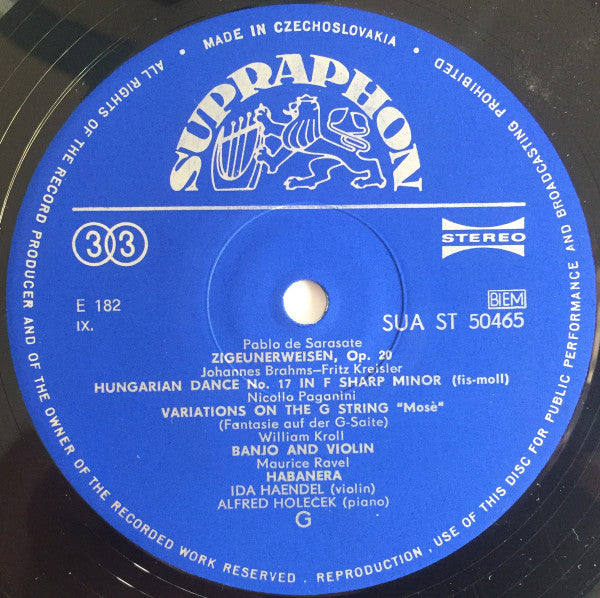 MADE IN CZECHOSLOVAKIA
ALL RIGHTS OF THE RECORD PRODUCER AND OF THE OWNER OF THE RECORDED WORK RESERVED . REPRODUCTION , USE OF THIS DISC FOR PUBLIC PERFORMANCE AND BROADCASTING PROHIBITED
SUPRAPHON
33
STEREO
E 182
IX.
BIEM
SUA ST 50465
Pablo de Sarasate
ZIGEUNERWEISEN, Op. 20
Johannes Brahms—Fritz Kreisler
HUNGARIAN DANCE No. 17 IN F SHARP MINOR (fis-moll)
Nicollo Paganini
VARIATIONS ON THE G STRING "Mosè"
(Fantasie auf der G-Saite)
William Kroll
BANJO AND VIOLIN
Maurice Ravel
HABANERA
IDA HAENDEL (violin)
ALFRED HOLEČEK (piano)
G